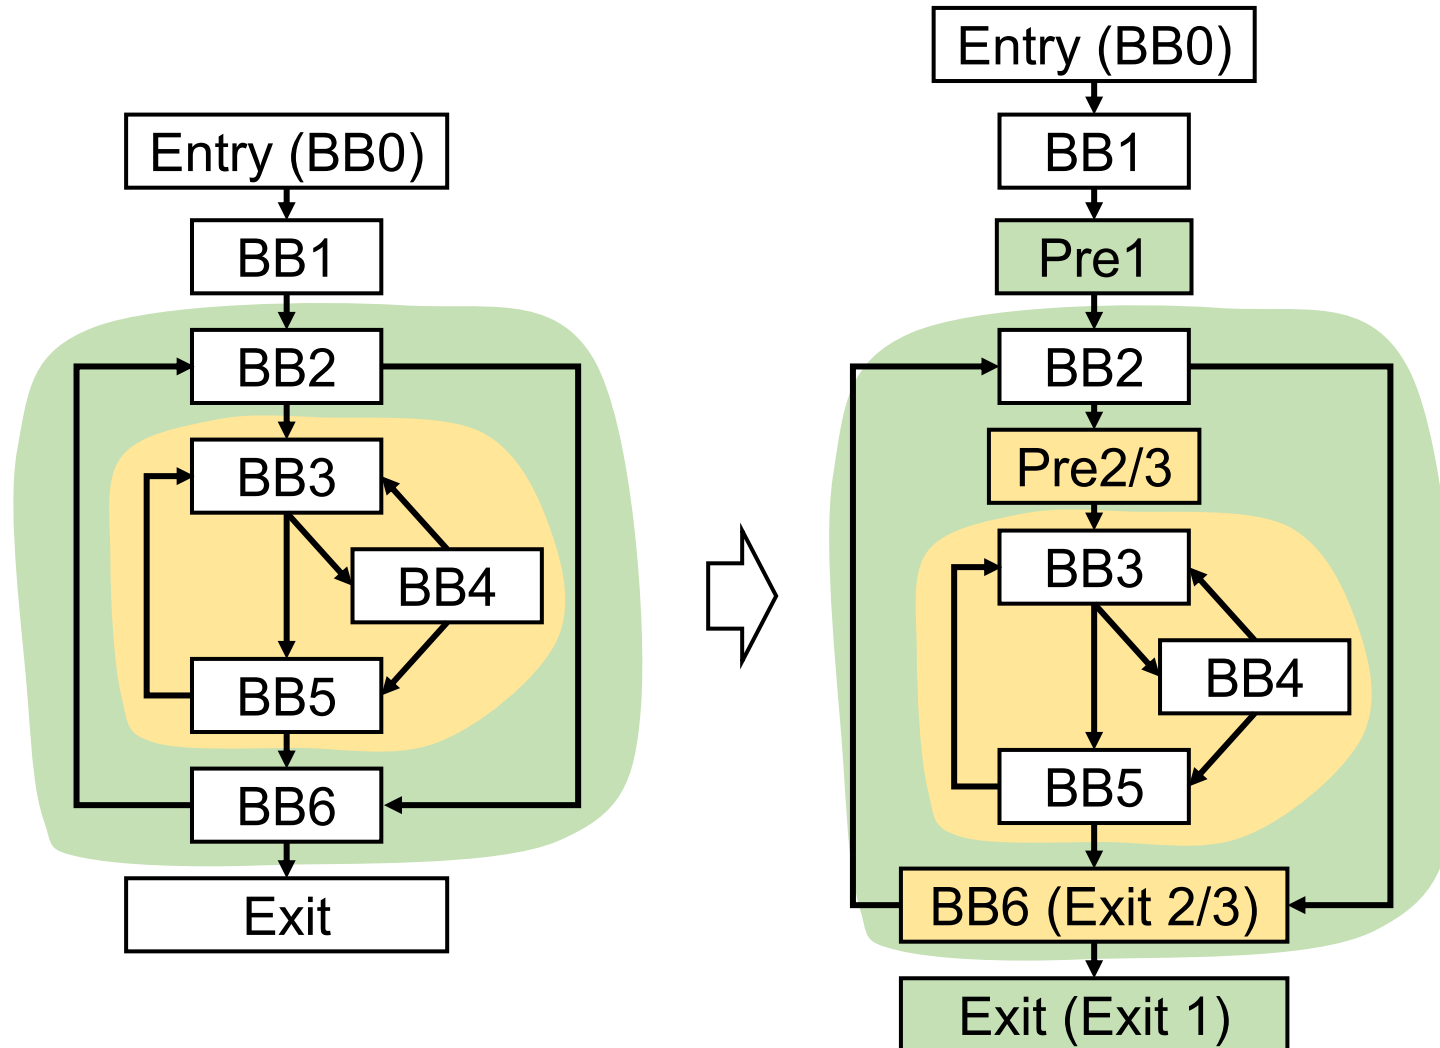 Entry (BB0)
BB1
BB2
BB3
BB4
BB5
BB6
Exit
Entry (BB0)
BB1
Pre1
BB2
Pre2/3
BB3
BB4
BB5
BB6 (Exit 2/3)
Exit (Exit 1)